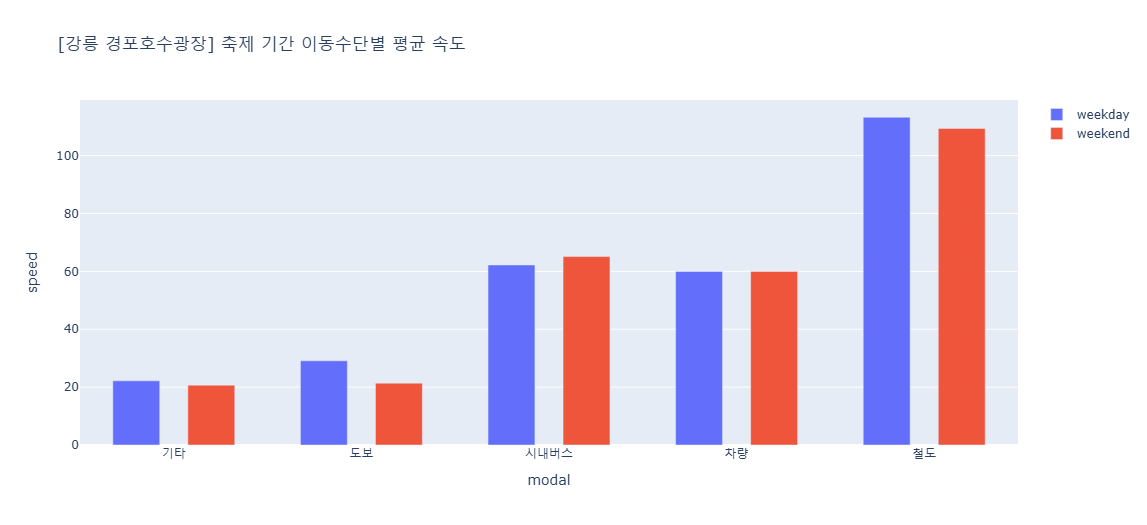 [강릉 경포호수광장] 축제 기간 이동수단별 평균 속도
weekday
weekend
speed
100
80
60
40
20
0
기타
도보
시내버스
차량
철도
modal